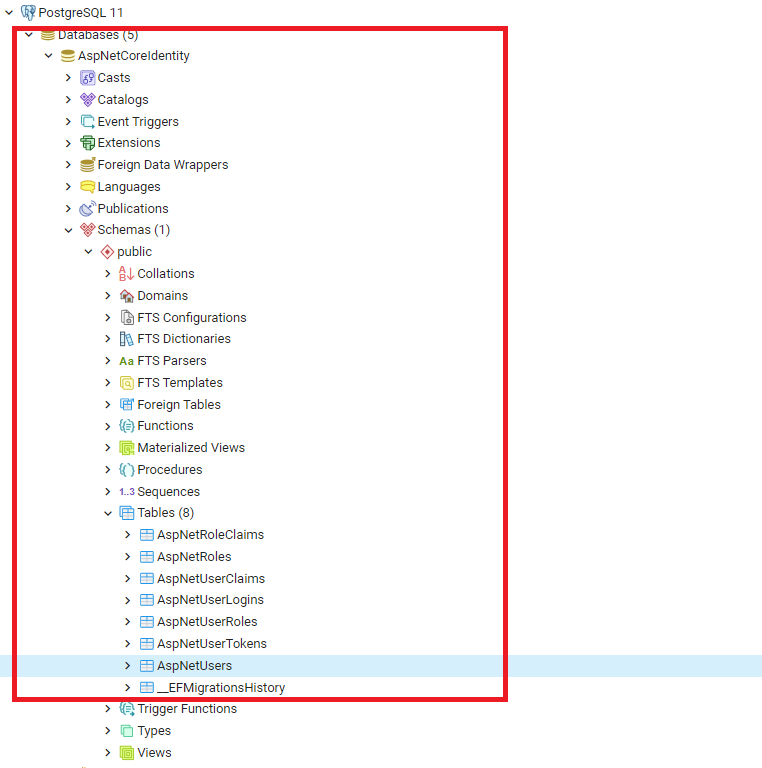 PostgreSQL 11
Databases (5)
AspNetCoreIdentity
Casts
Catalogs
Event Triggers
Extensions
Foreign Data Wrappers
Languages
Publications
Schemas (1)
public
Collations
Domains
FTS Configurations
FTS Dictionaries
Aa FTS Parsers
FTS Templates
Foreign Tables
Functions
Materialized Views
Procedures
1..3 Sequences
Tables (8)
AspNetRoleClaims
AspNetRoles
AspNetUserClaims
AspNetUserLogins
AspNetUserRoles
AspNetUserTokens
AspNetUsers
__EFMigrationsHistory
Trigger Functions
Types
Views